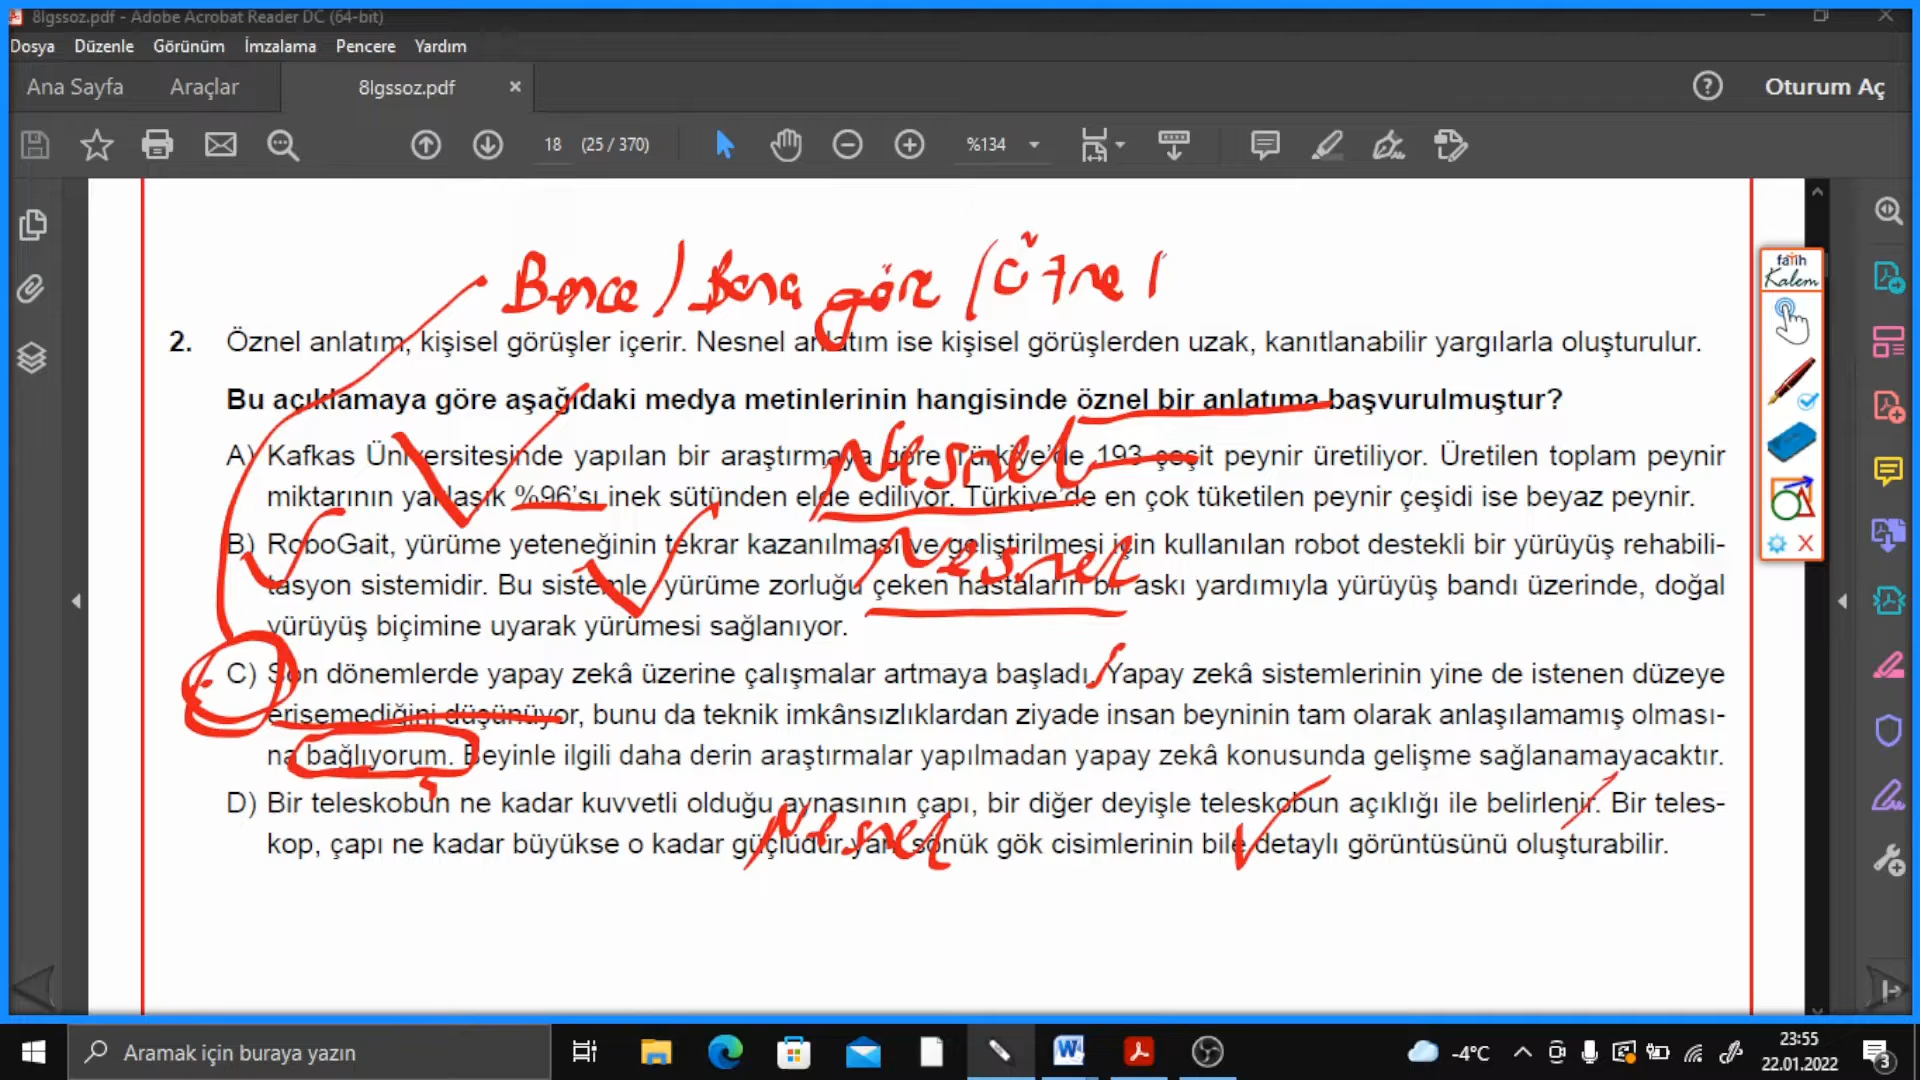 8lgssoz.pdf - Adobe Acrobat Reader DC (64-bit)
Dosya Düzenle Görünüm İmzalama Pencere Yardım
Ana Sayfa Araçlar 8lgssoz.pdf × Oturum Aç
18 (25 / 370) %134
fatih
Kalem
Bence / Bana göre / Öznel
2. Öznel anlatım, kişisel görüşler içerir. Nesnel anlatım ise kişisel görüşlerden uzak, kanıtlanabilir yargılarla oluşturulur.
Bu açıklamaya göre aşağıdaki medya metinlerinin hangisinde öznel bir anlatıma başvurulmuştur?
Nesnel
A) Kafkas Üniversitesinde yapılan bir araştırmaya göre Türkiye’de 193 çeşit peynir üretiliyor. Üretilen toplam peynir
miktarının yaklaşık %96’sı inek sütünden elde ediliyor. Türkiye’de en çok tüketilen peynir çeşidi ise beyaz peynir.
Nesnel
B) RoboGait, yürüme yeteneğinin tekrar kazanılması ve geliştirilmesi için kullanılan robot destekli bir yürüyüş rehabili-
tasyon sistemidir. Bu sistemle yürüme zorluğu çeken hastaların bir askı yardımıyla yürüyüş bandı üzerinde, doğal
yürüyüş biçimine uyarak yürümesi sağlanıyor.
C) Son dönemlerde yapay zekâ üzerine çalışmalar artmaya başladı. Yapay zekâ sistemlerinin yine de istenen düzeye
erişemediğini düşünüyor, bunu da teknik imkânsızlıklardan ziyade insan beyninin tam olarak anlaşılamamış olması-
na bağlıyorum. Beyinle ilgili daha derin araştırmalar yapılmadan yapay zekâ konusunda gelişme sağlanamayacaktır.
D) Bir teleskobun ne kadar kuvvetli olduğu aynasının çapı, bir diğer deyişle teleskobun açıklığı ile belirlenir. Bir teles-
kop, çapı ne kadar büyükse o kadar güçlüdür yani sönük gök cisimlerinin bile detaylı görüntüsünü oluşturabilir.
Nesnel
Aramak için buraya yazın
-4°C
23:55
22.01.2022
3